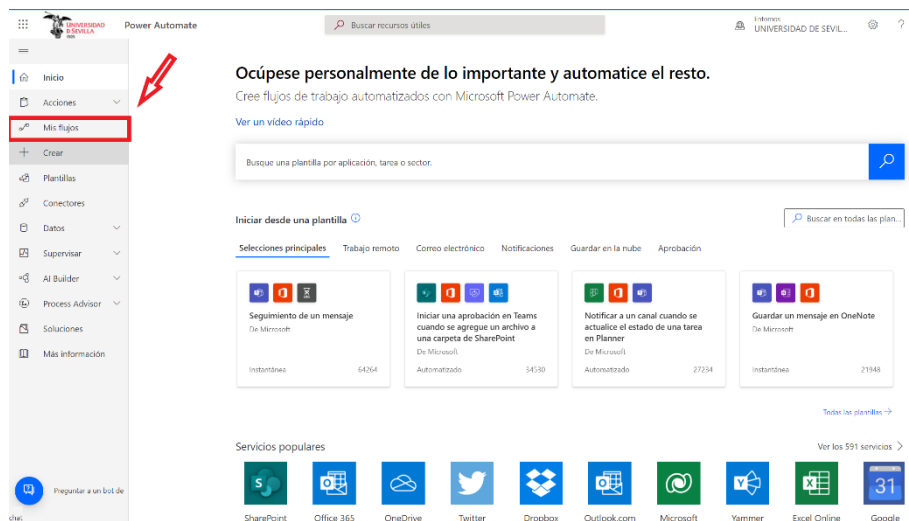 UNIVERSIDAD
D SEVILLA
Power Automate
Buscar recursos útiles
Entornos
UNIVERSIDAD DE SEVIL...
?
Inicio
Acciones
Mis flujos
Crear
Plantillas
Conectores
Datos
Supervisar
AI Builder
Process Advisor
Soluciones
Más información
Preguntar a un bot de
chat
Ocúpese personalmente de lo importante y automatice el resto.
Cree flujos de trabajo automatizados con Microsoft Power Automate.
Ver un vídeo rápido
Busque una plantilla por aplicación, tarea o sector.
Iniciar desde una plantilla
Buscar en todas las plan...
Selecciones principales Trabajo remoto Correo electrónico Notificaciones Guardar en la nube Aprobación
Seguimiento de un mensaje
De Microsoft
Instantánea 64264
Iniciar una aprobación en Teams
cuando se agregue un archivo a
una carpeta de SharePoint
De Microsoft
Automatizado 34530
Notificar a un canal cuando se
actualice el estado de una tarea
en Planner
De Microsoft
Automatizado 27234
Guardar un mensaje en OneNote
De Microsoft
Instantánea 21948
Todas las plantillas
Servicios populares
Ver los 591 servicios
31
SharePoint Office 365 OneDrive Twitter Dropbox Outlook.com Microsoft Yammer Excel Online Google